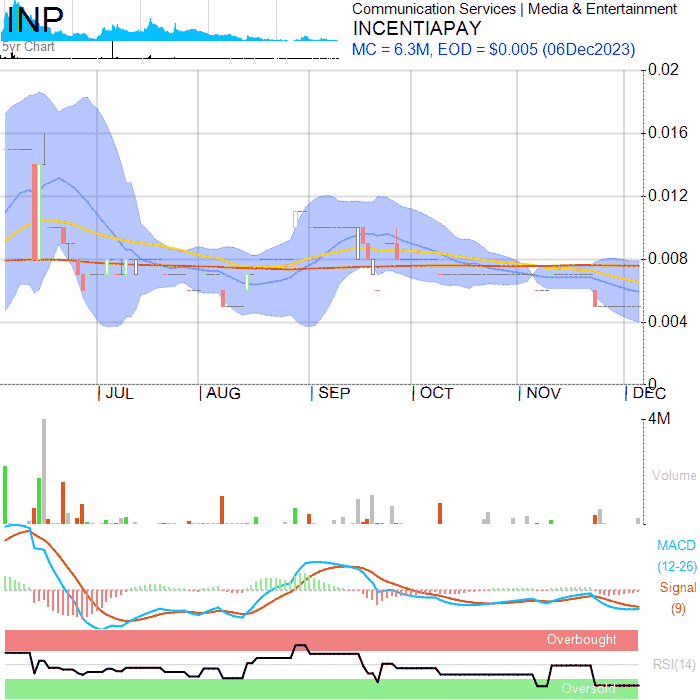 INP
5yr Chart
Communication Services | Media & Entertainment
INCENTIAPAY
MC = 6.3M, EOD = $0.005 (06Dec2023)
0.02
0.016
0.012
0.008
0.004
0
JUL AUG SEP OCT NOV DEC
4M
Volume
MACD
(12-26)
Signal
(9)
Overbought
RSI(14)
Oversold